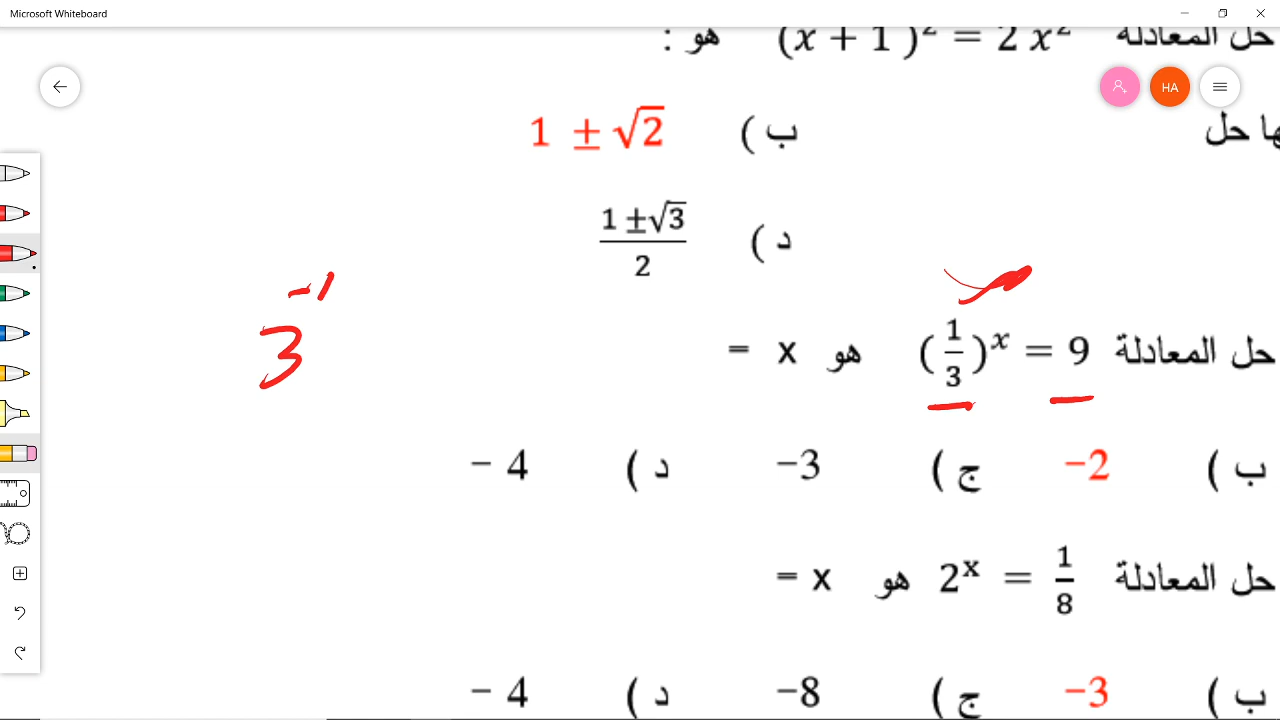 Microsoft Whiteboard
حل المعادلة (x + 1)² = 2x² هو :
HA
حل ب ) 1 ± √2
د ) (1 ±√3)/2
3⁻¹
حل المعادلة (1/3)ˣ = 9 هو x =
ب ) −2 ج ) −3 د ) − 4
حل المعادلة 2ˣ = 1/8 هو x =
ب ) −3 ج ) −8 د ) − 4